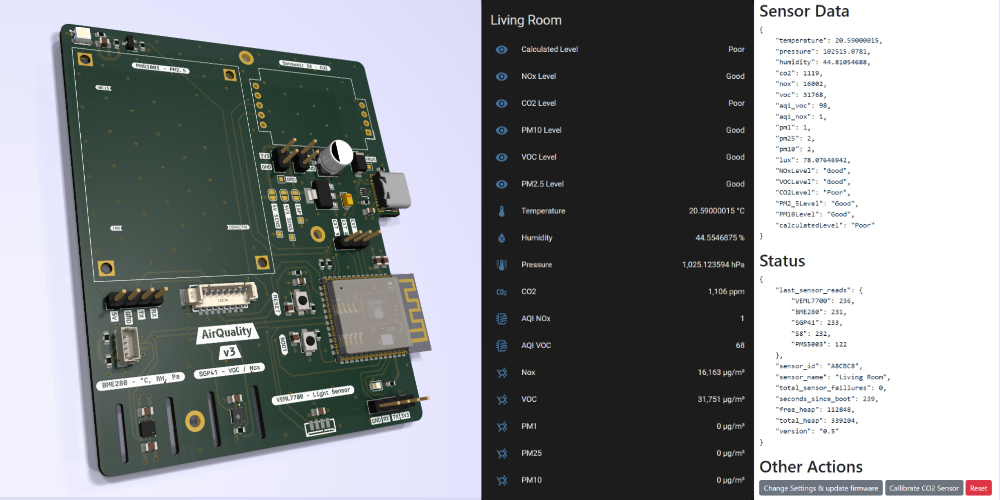 PMS5003 - PM2.5
SenseAir S8 - CO2
AirQuality
v3
RESET
BOOT
BME280 - °C, RH, Pa
SGP41 - VOC / Nox
VEML7700 - Light Sensor
GND RX TX 3V3
Living Room
Calculated Level Poor
NOx Level Good
CO2 Level Poor
PM10 Level Good
VOC Level Good
PM2.5 Level Good
Temperature 20.59000015 °C
Humidity 44.5546875 %
Pressure 1,025.123594 hPa
CO2 1,106 ppm
AQI NOx 1
AQI VOC 68
Nox 16,163 µg/m³
VOC 31,751 µg/m³
PM1 0 µg/m³
PM25 0 µg/m³
PM10 0 µg/m³
Sensor Data
{
"temperature": 20.59000015,
"pressure": 102515.0781,
"humidity": 44.81054688,
"co2": 1119,
"nox": 16002,
"voc": 31768,
"aqi_voc": 98,
"aqi_nox": 1,
"pm1": 1,
"pm25": 2,
"pm10": 2,
"lux": 78.07646942,
"NOxLevel": "Good",
"VOCLevel": "Good",
"CO2Level": "Poor",
"PM2_5Level": "Good",
"PM10Level": "Good",
"calculatedLevel": "Poor"
}
Status
{
"last_sensor_reads": {
"VEML7700": 236,
"BME280": 231,
"SGP41": 233,
"S8": 232,
"PMS5003": 122
},
"sensor_id": "A8CBC8",
"sensor_name": "Living Room",
"total_sensor_faillures": 0,
"seconds_since_boot": 239,
"free_heap": 112848,
"total_heap": 339204,
"version": "0.5"
}
Other Actions
Change Settings & update firmware
Callibrate CO2 Sensor
Reset